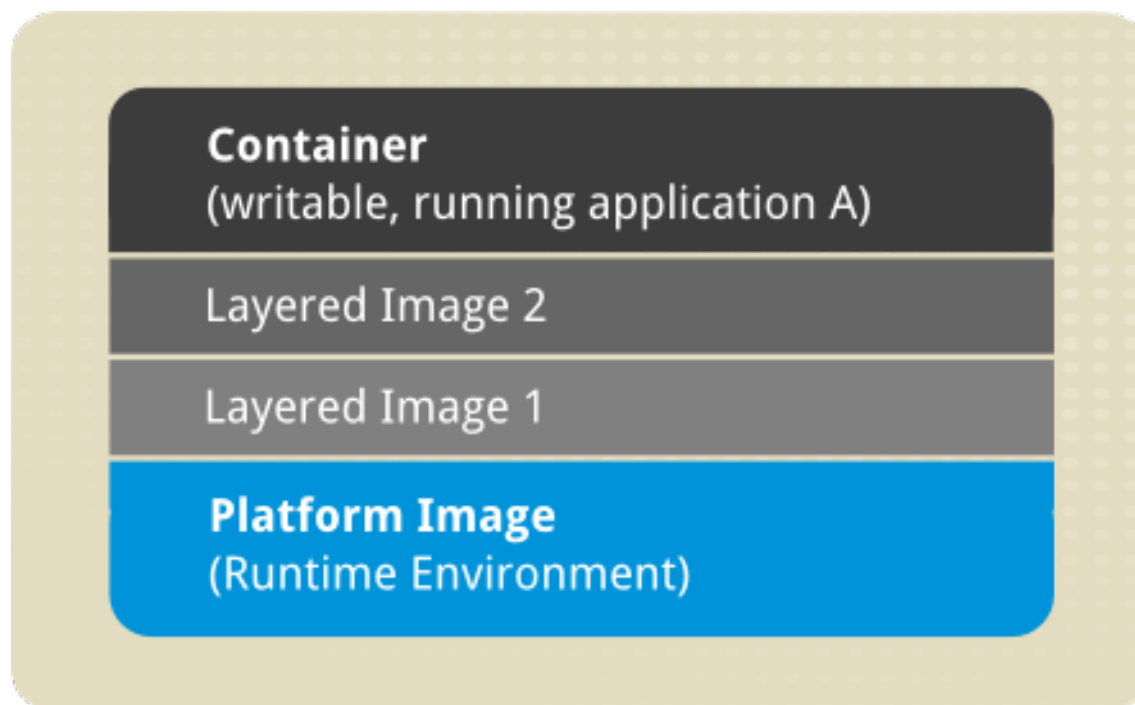 Container
(writable, running application A)
Layered Image 2
Layered Image 1
Platform Image
(Runtime Environment)